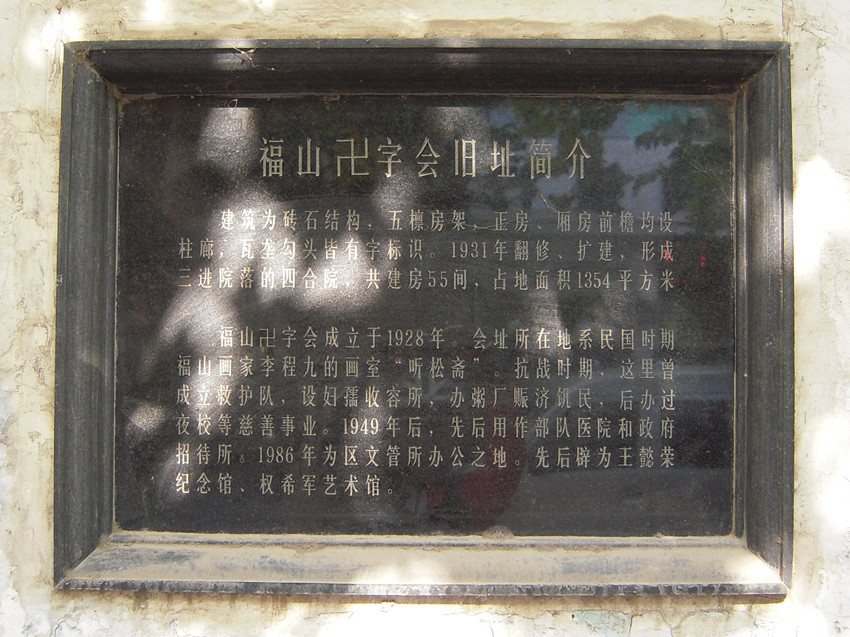 福山卍字会旧址简介
建筑为砖石结构，五檩房架，正房、厢房前檐均设
柱廊，瓦垄勾头皆有字标识。1931年翻修、扩建，形成
三进院落的四合院，共建房55间，占地面积1354平方米
福山卍字会成立于1928年。会址所在地系民国时期
福山画家李程九的画室“听松斋”。抗战时期，这里曾
成立救护队，设妇孺收容所，办粥厂赈济饥民，后办过
夜校等慈善事业。1949年后，先后用作部队医院和政府
招待所。1986年为区文管所办公之地。先后辟为王懿荣
纪念馆、权希军艺术馆。